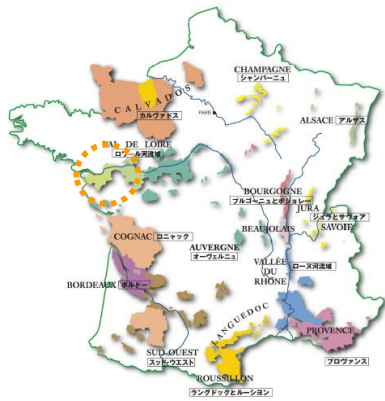 CHAMPAGNE
シャンパーニュ
CALVADOS
カルヴァドス
PARIS
ALSACE アルザス
VAL DE LOIRE
ロワール河流域
BOURGOGNE
ブルゴーニュとボジョレー
JURA ジュラとサヴォア
SAVOIE
BEAUJOLAIS
COGNAC コニャック
AUVERGNE
オーヴェルニュ
VALLÉE
DU
RHÔNE
ローヌ河流域
BORDEAUX ボルドー
LANGUEDOC
PROVENCE
プロヴァンス
SUD-OUEST
スッド・ウエスト
ROUSSILLON
ラングドックとルーション